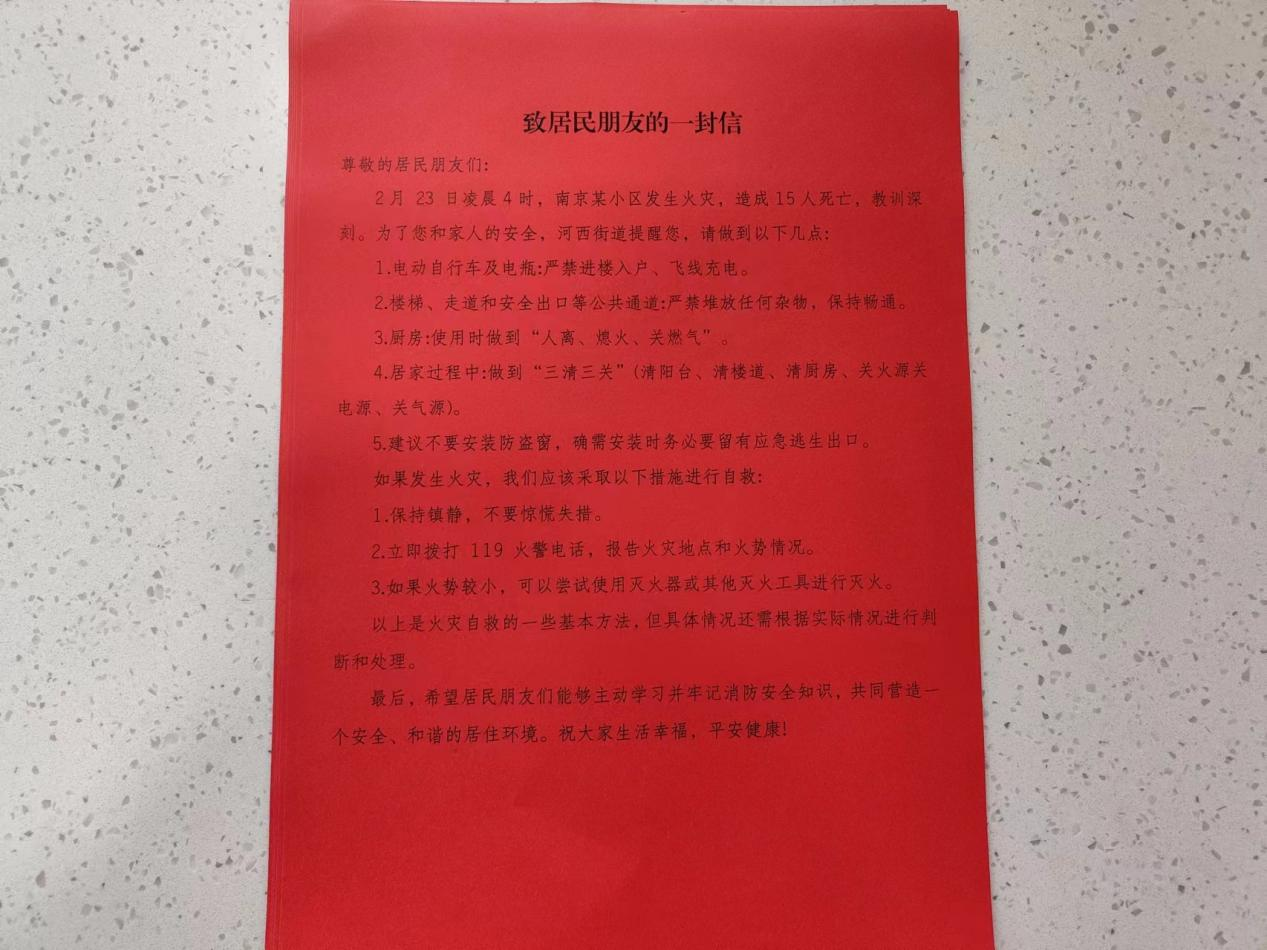 致居民朋友的一封信
尊敬的居民朋友们:
2月 23 日凌晨4时，南京某小区发生火灾，造成15人死亡，教训深
刻。为了您和家人的安全，河西街道提醒您，请做到以下几点:
1.电动自行车及电瓶:严禁进楼入户、飞线充电。
2.楼梯、走道和安全出口等公共通道:严禁堆放任何杂物，保持畅通。
3.厨房:使用时做到“人离、熄火、关燃气”。
4.居家过程中:做到“三清三关”(清阳台、清楼道、清厨房、关火源关
电源、关气源)。
5.建议不要安装防盗窗，确需安装时务必要留有应急逃生出口。
如果发生火灾，我们应该采取以下措施进行自救:
1.保持镇静，不要惊慌失措。
2.立即拨打 119 火警电话，报告火灾地点和火势情况。
3.如果火势较小，可以尝试使用灭火器或其他灭火工具进行灭火。
以上是火灾自救的一些基本方法，但具体情况还需根据实际情况进行判
断和处理。
最后，希望居民朋友们能够主动学习并牢记消防安全知识，共同营造一
个安全、和谐的居住环境。祝大家生活幸福，平安健康!